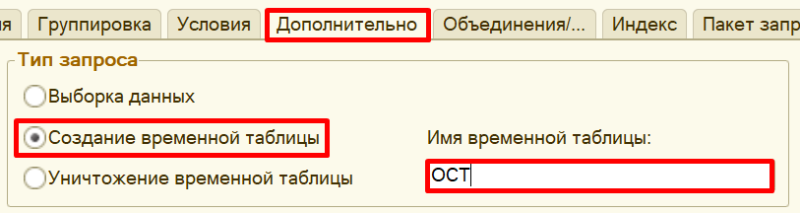 я Группировка Условия Дополнительно Объединения/... Индекс Пакет запр
Тип запроса
Выборка данных
Создание временной таблицы Имя временной таблицы:
Уничтожение временной таблицы ОСТ